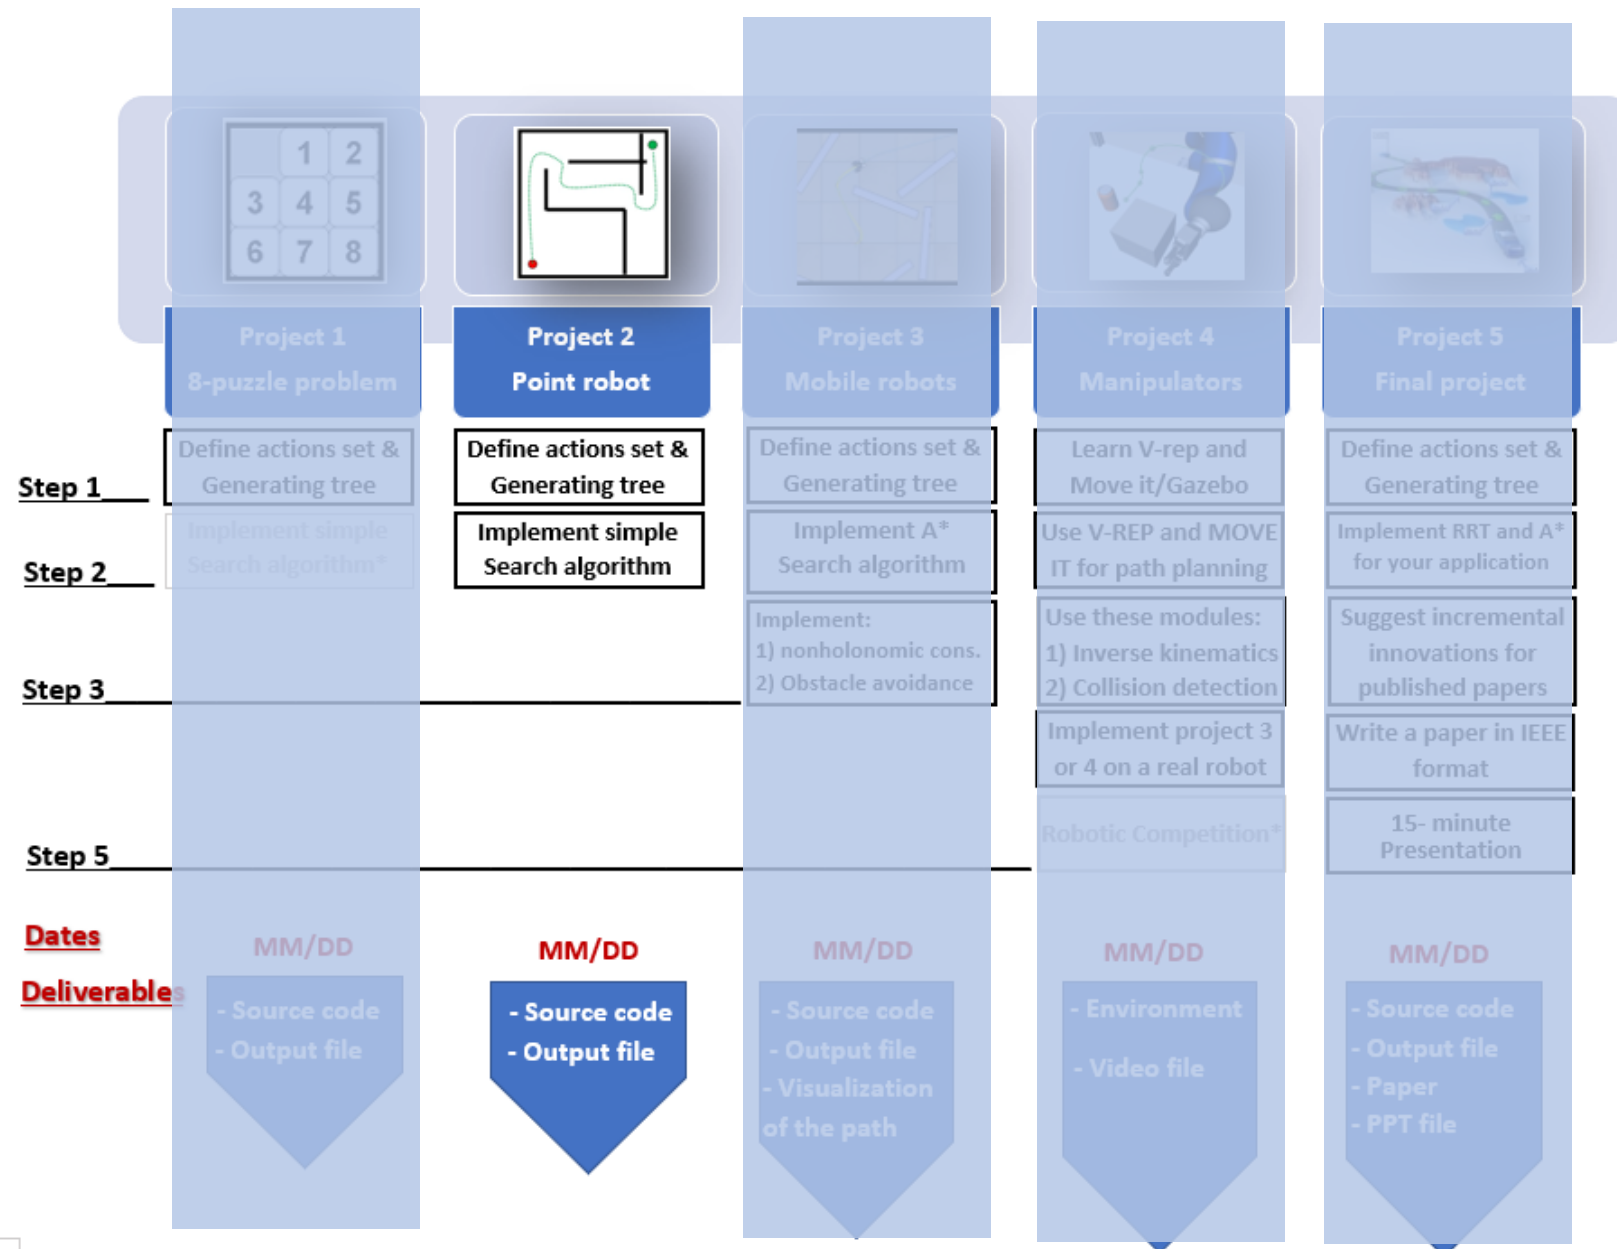 1 2
3 4 5
6 7 8
Project 1
8-puzzle problem
Project 2
Point robot
Project 3
Mobile robots
Project 4
Manipulators
Project 5
Final project
Step 1
Define actions set &
Generating tree
Define actions set &
Generating tree
Define actions set &
Generating tree
Learn V-rep and
Move it/Gazebo
Define actions set &
Generating tree
Step 2
Implement simple
Search algorithm*
Implement simple
Search algorithm
Implement A*
Search algorithm
Use V-REP and MOVE
IT for path planning
Implement RRT and A*
for your application
Step 3
Implement:
1) nonholonomic cons.
2) Obstacle avoidance
Use these modules:
1) Inverse kinematics
2) Collision detection
Suggest incremental
innovations for
published papers
Implement project 3
or 4 on a real robot
Write a paper in IEEE
format
Step 5
Robotic Competition*
15- minute
Presentation
Dates
MM/DD
MM/DD
MM/DD
MM/DD
MM/DD
Deliverables
- Source code
- Output file
- Source code
- Output file
- Source code
- Output file
- Visualization
of the path
- Environment
- Video file
- Source code
- Output file
- Paper
- PPT file